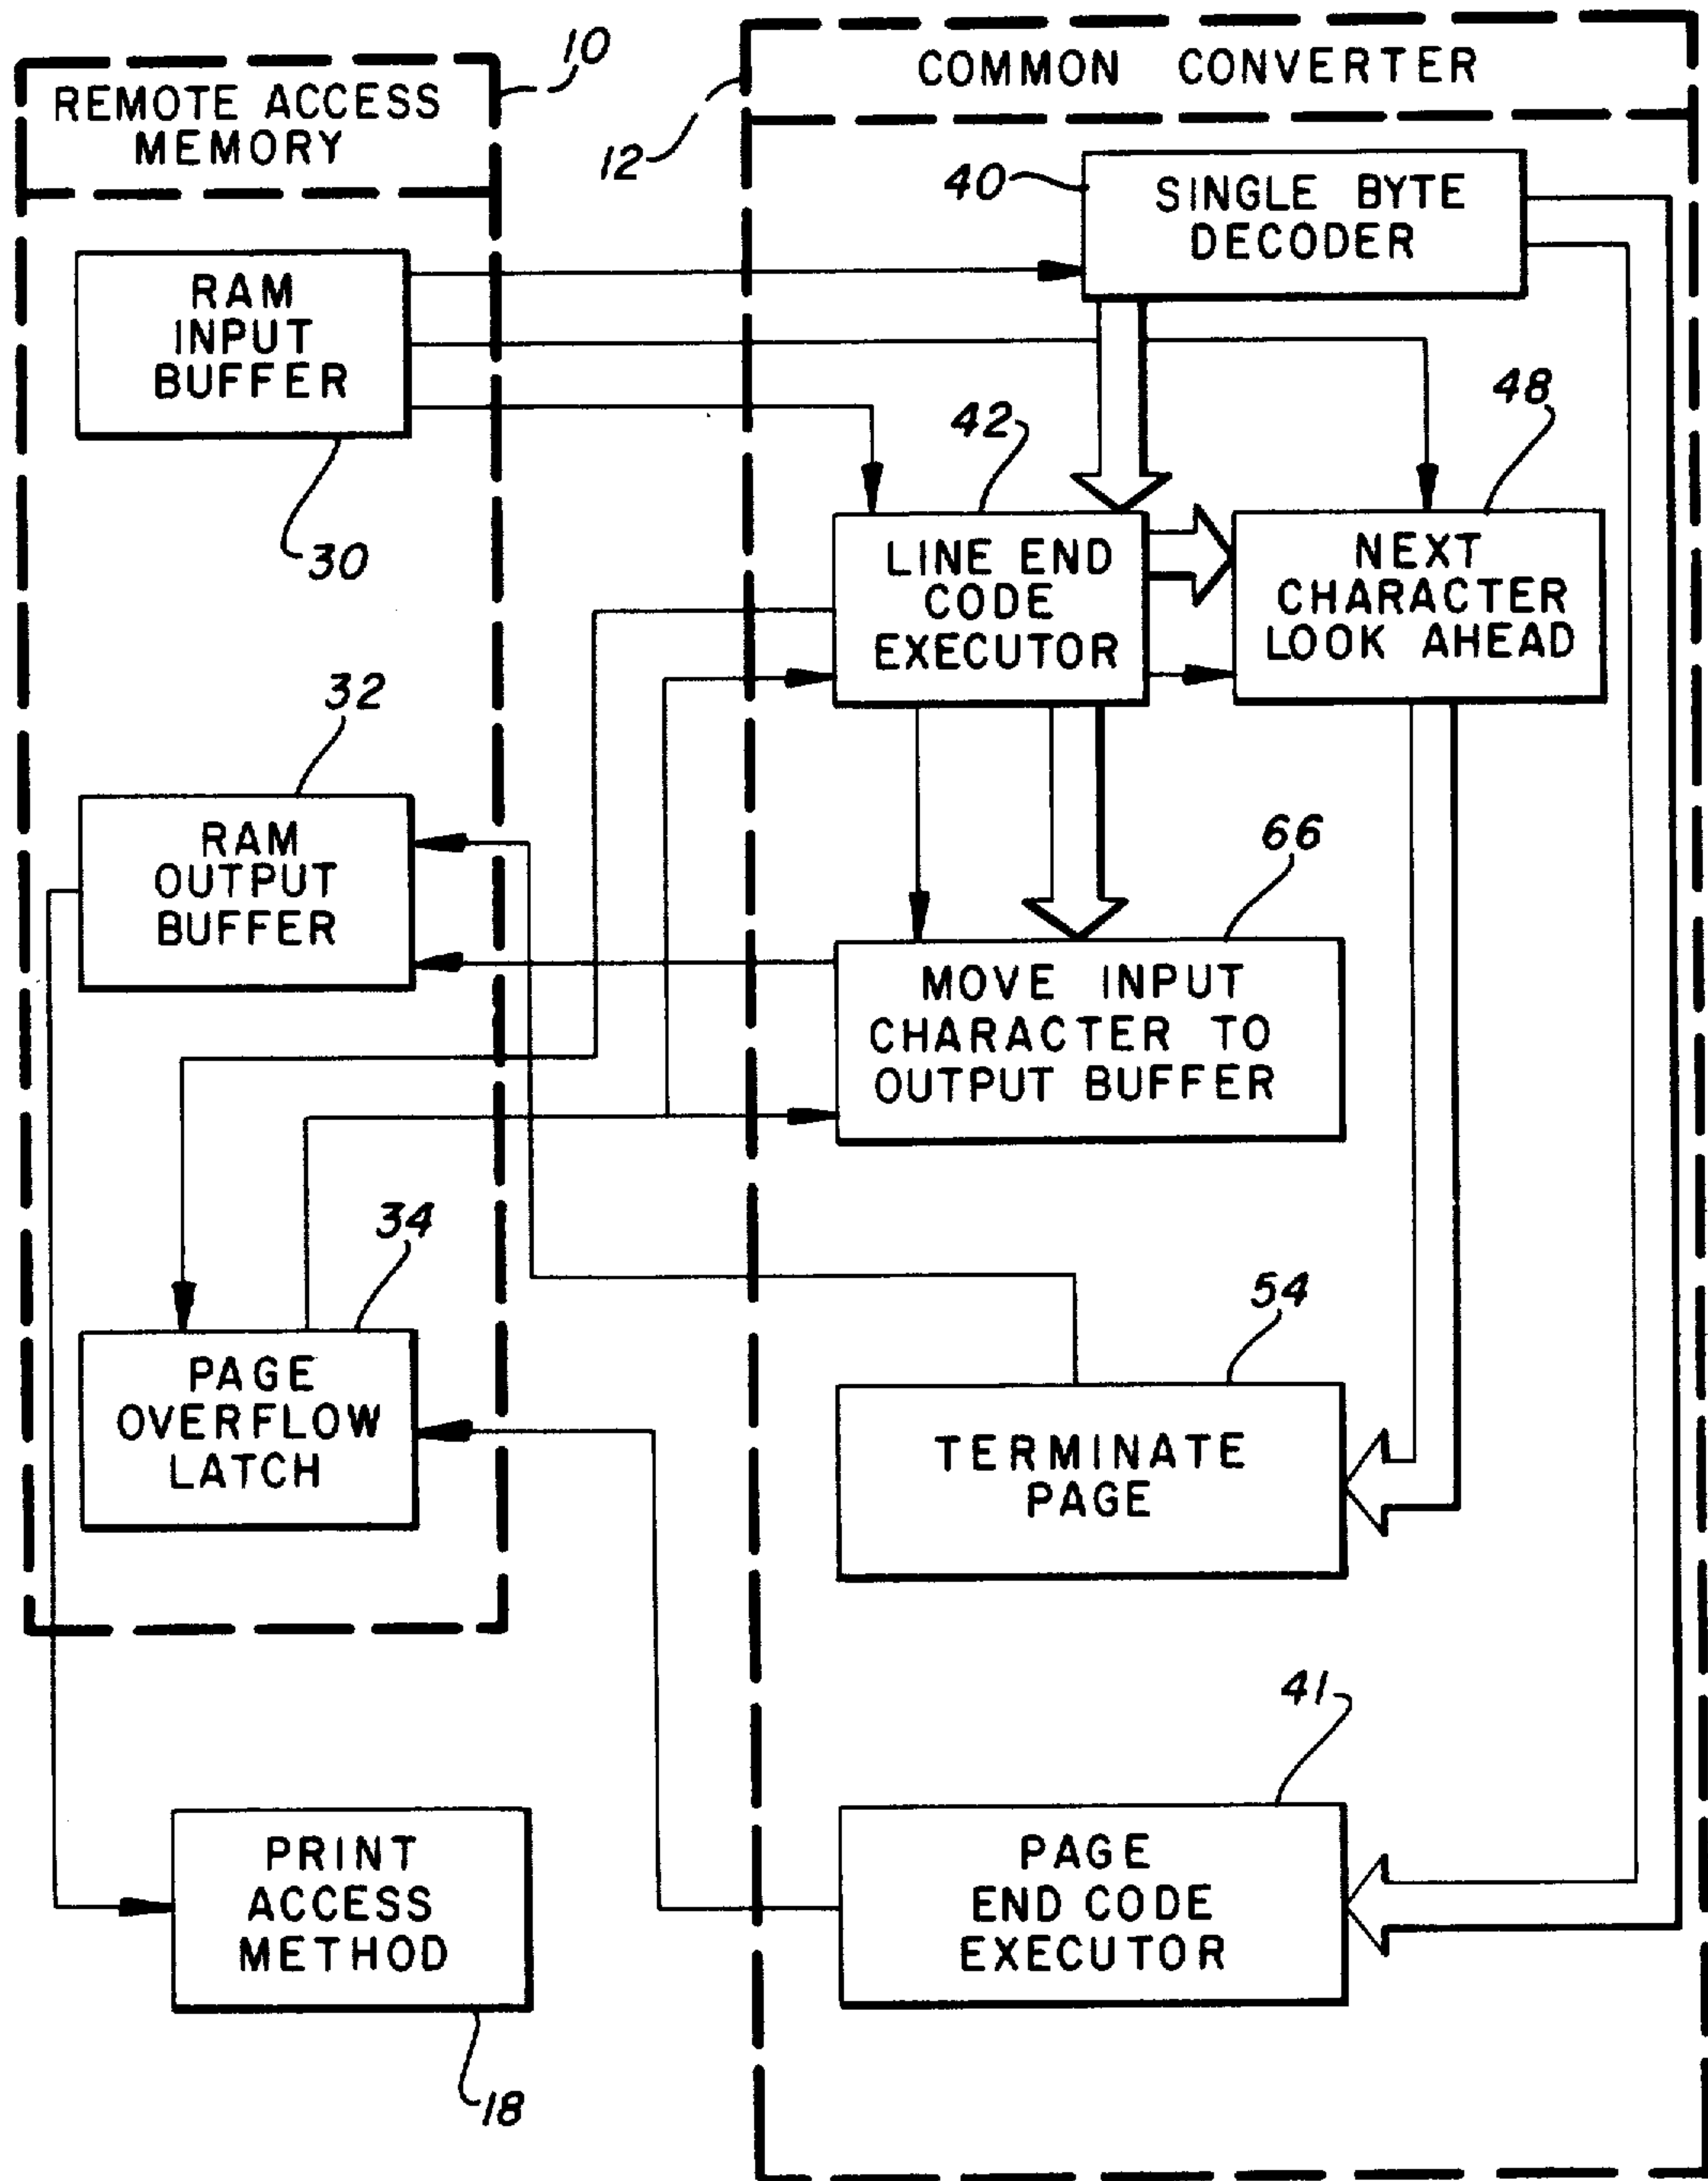 10
REMOTE ACCESS
MEMORY
12
COMMON CONVERTER
40
SINGLE BYTE
DECODER
RAM
INPUT
BUFFER
30
42
LINE END
CODE
EXECUTOR
48
NEXT
CHARACTER
LOOK AHEAD
32
RAM
OUTPUT
BUFFER
66
MOVE INPUT
CHARACTER TO
OUTPUT BUFFER
34
PAGE
OVERFLOW
LATCH
54
TERMINATE
PAGE
41
PAGE
END CODE
EXECUTOR
PRINT
ACCESS
METHOD
18